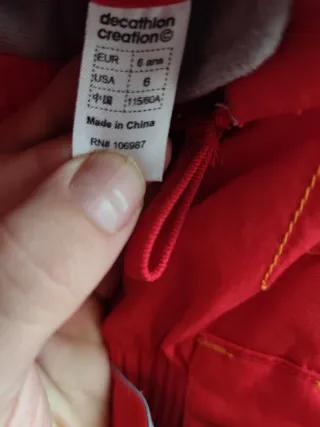 decathlon
creation©
EUR 6 ans
USA 6
中国 115/60A
Made in China
RN# 106987